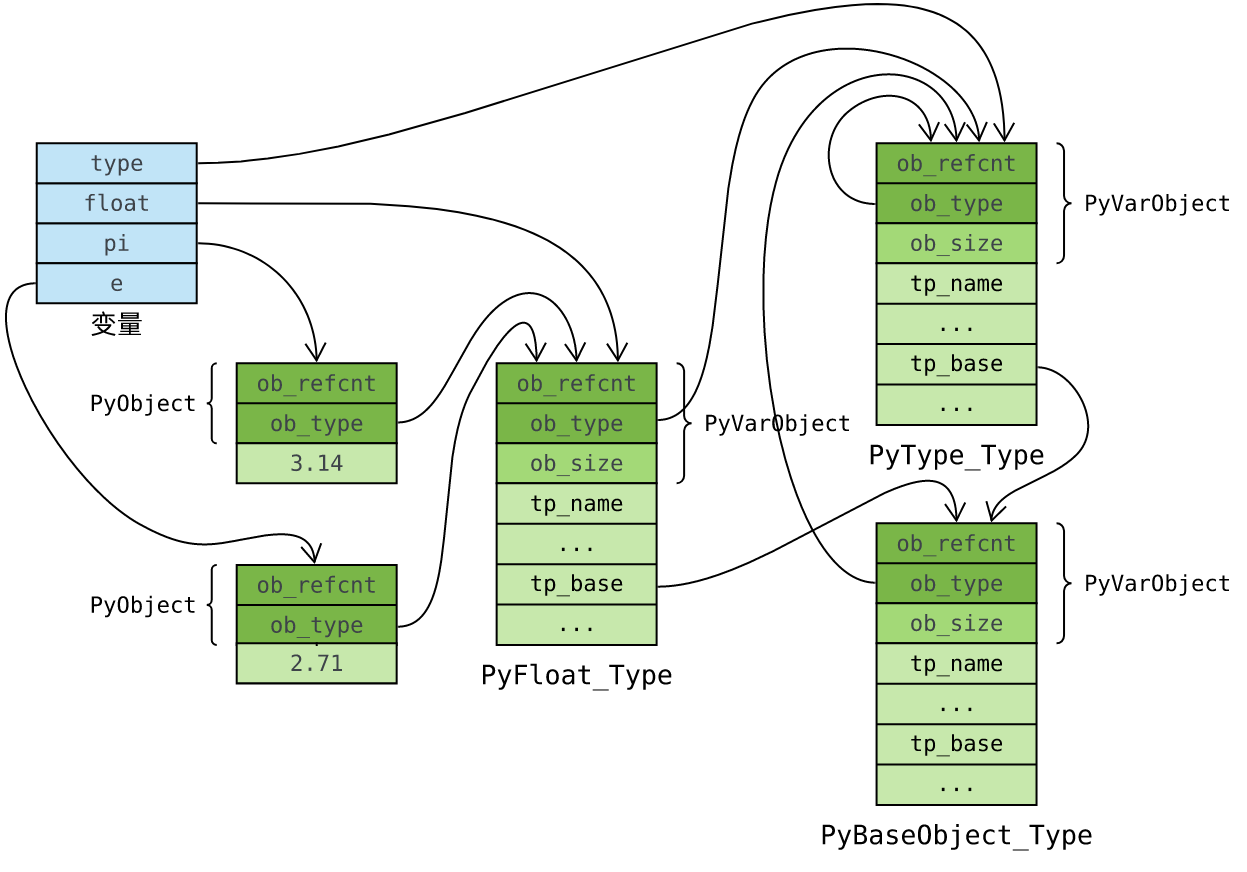 type
float
pi
e
变量
PyObject
ob_refcnt
ob_type
3.14
PyObject
ob_refcnt
ob_type
2.71
ob_refcnt
ob_type
ob_size
tp_name
...
tp_base
...
PyVarObject
PyFloat_Type
ob_refcnt
ob_type
ob_size
tp_name
...
tp_base
...
PyVarObject
PyType_Type
ob_refcnt
ob_type
ob_size
tp_name
...
tp_base
...
PyVarObject
PyBaseObject_Type